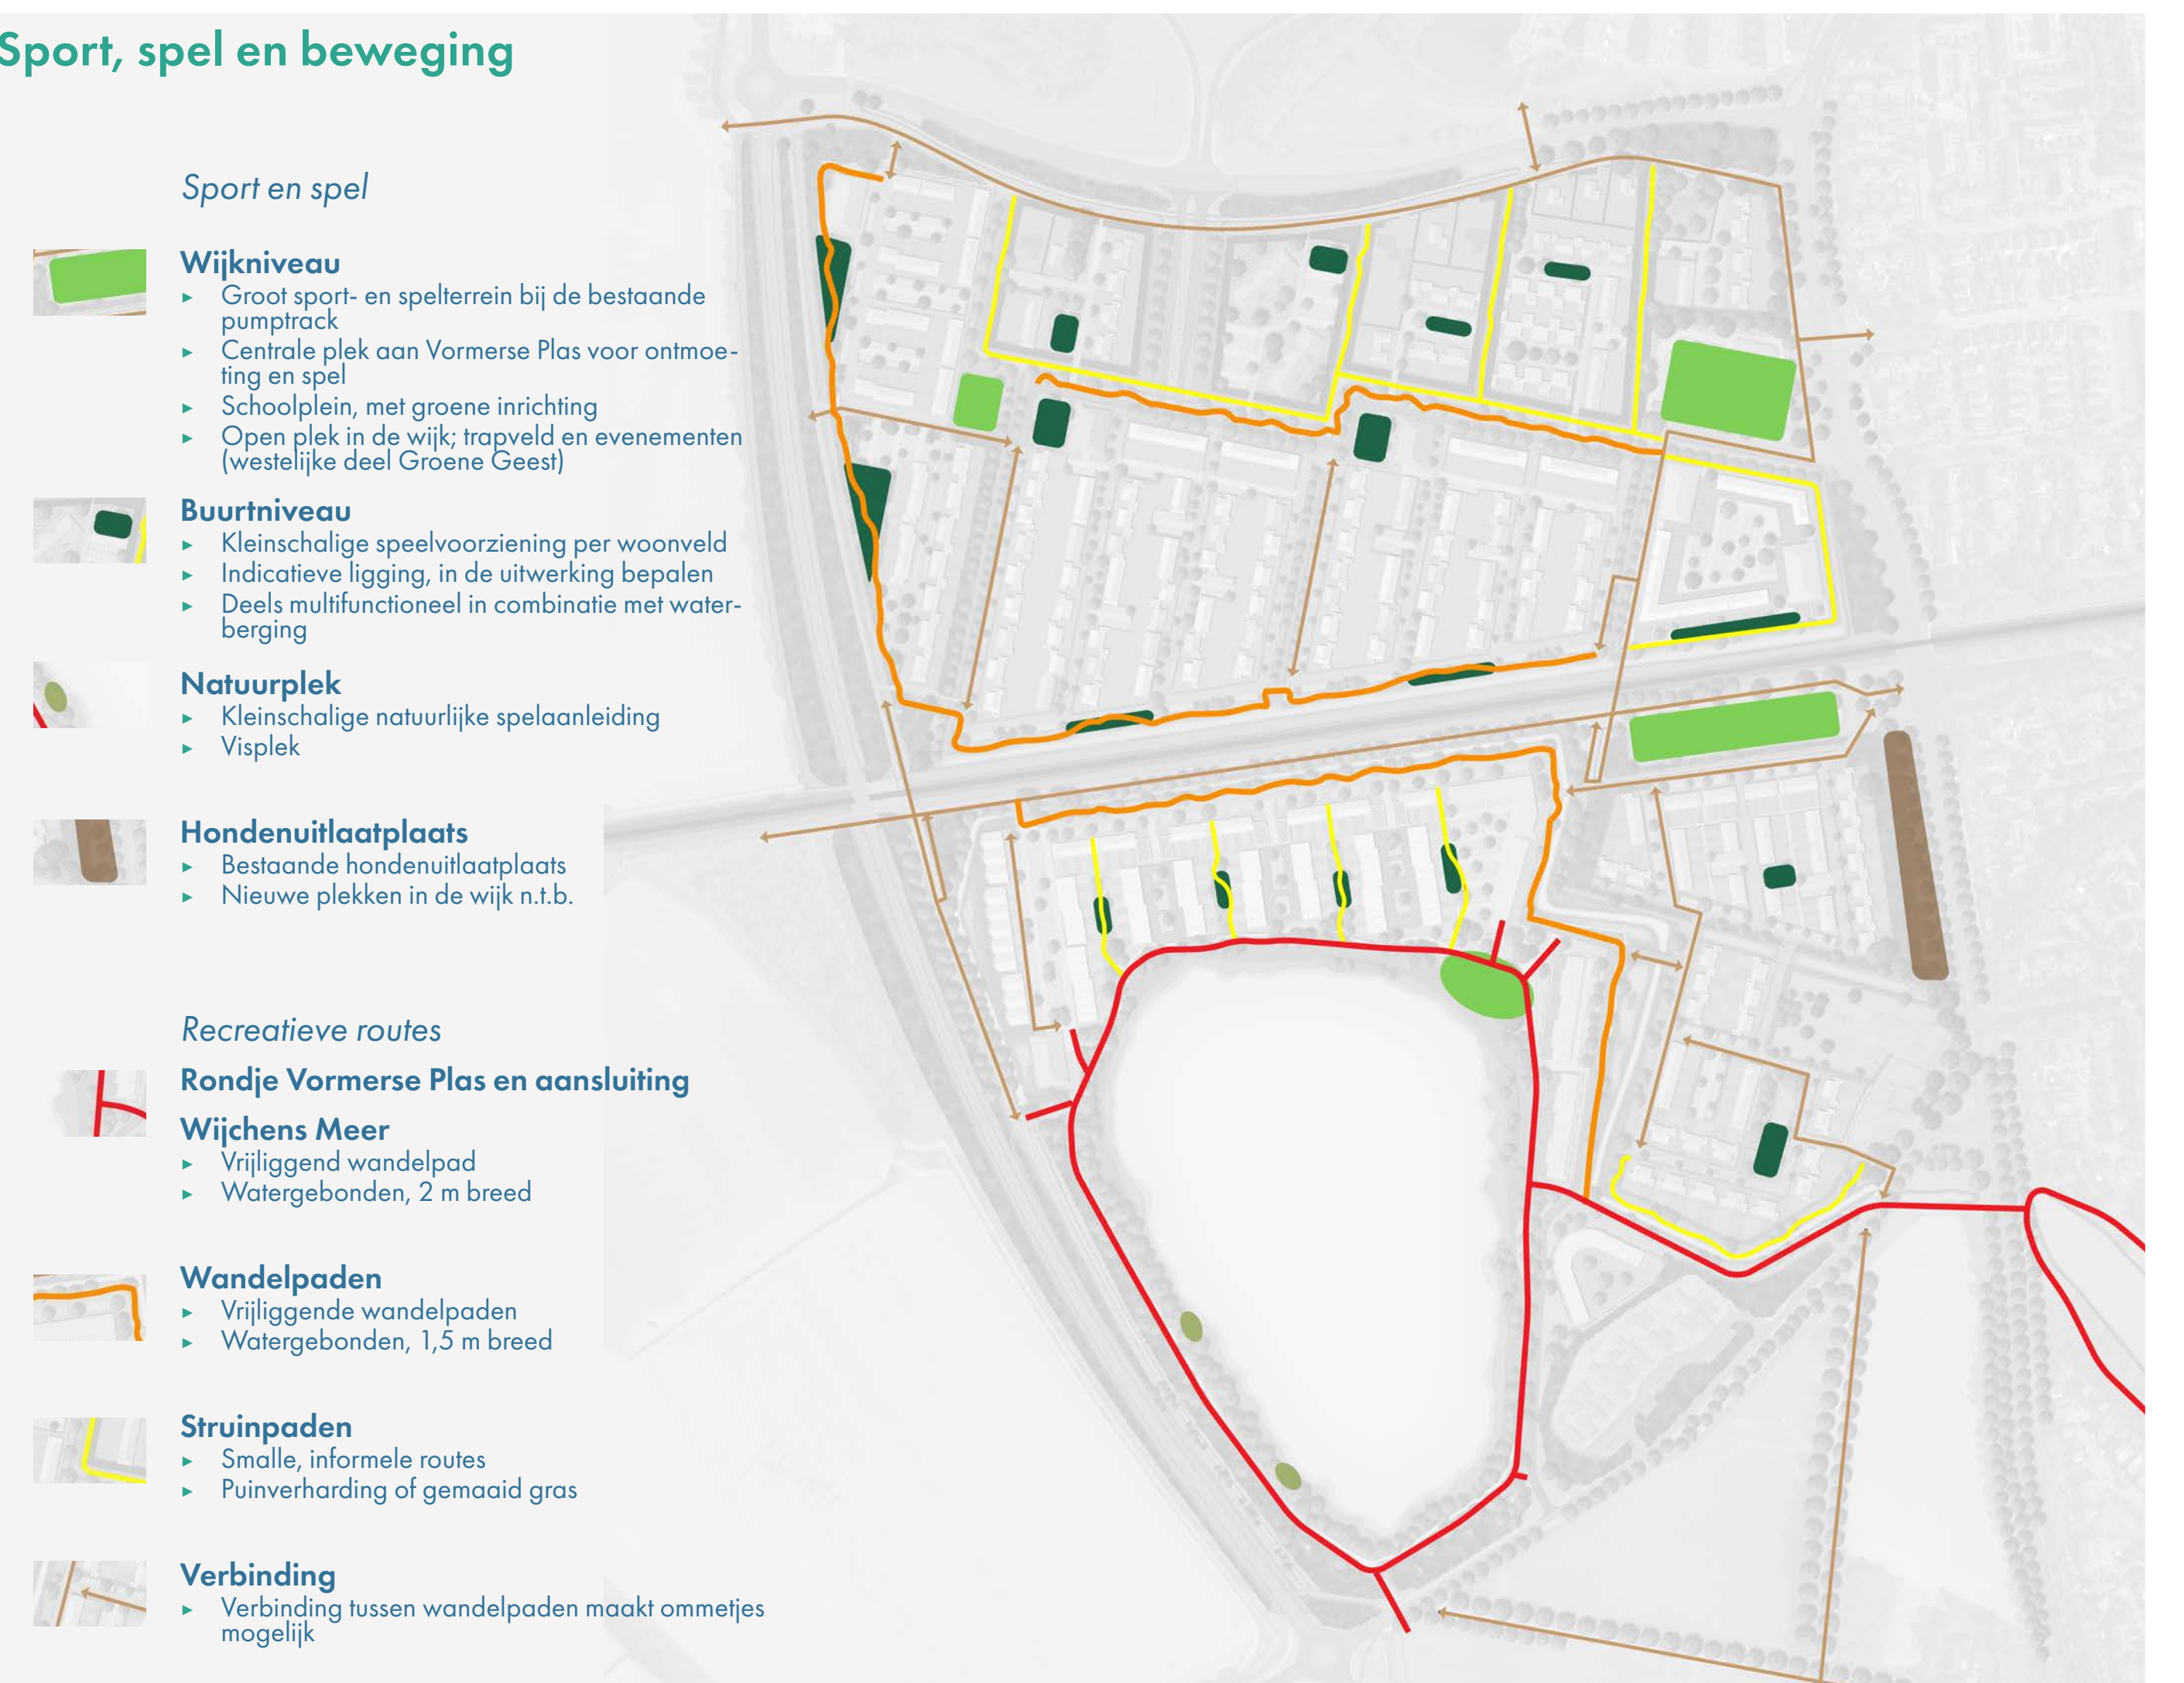 Sport, spel en beweging
Sport en spel
Wijkniveau
► Groot sport- en spelterrein bij de bestaande
pumptrack
► Centrale plek aan Vormerse Plas voor ontmoe-
ting en spel
► Schoolplein, met groene inrichting
► Open plek in de wijk; trapveld en evenementen
(westelijke deel Groene Geest)
Buurtniveau
► Kleinschalige speelvoorziening per woonveld
► Indicatieve ligging, in de uitwerking bepalen
► Deels multifunctioneel in combinatie met water-
berging
Natuurplek
► Kleinschalige natuurlijke spelaanleiding
► Visplek
Hondenuitlaatplaats
► Bestaande hondenuitlaatplaats
► Nieuwe plekken in de wijk n.t.b.
Recreatieve routes
Rondje Vormerse Plas en aansluiting
Wijchens Meer
► Vrijliggend wandelpad
► Watergebonden, 2 m breed
Wandelpaden
► Vrijliggende wandelpaden
► Watergebonden, 1,5 m breed
Struinpaden
► Smalle, informele routes
► Puinverharding of gemaaid gras
Verbinding
► Verbinding tussen wandelpaden maakt ommetjes
mogelijk